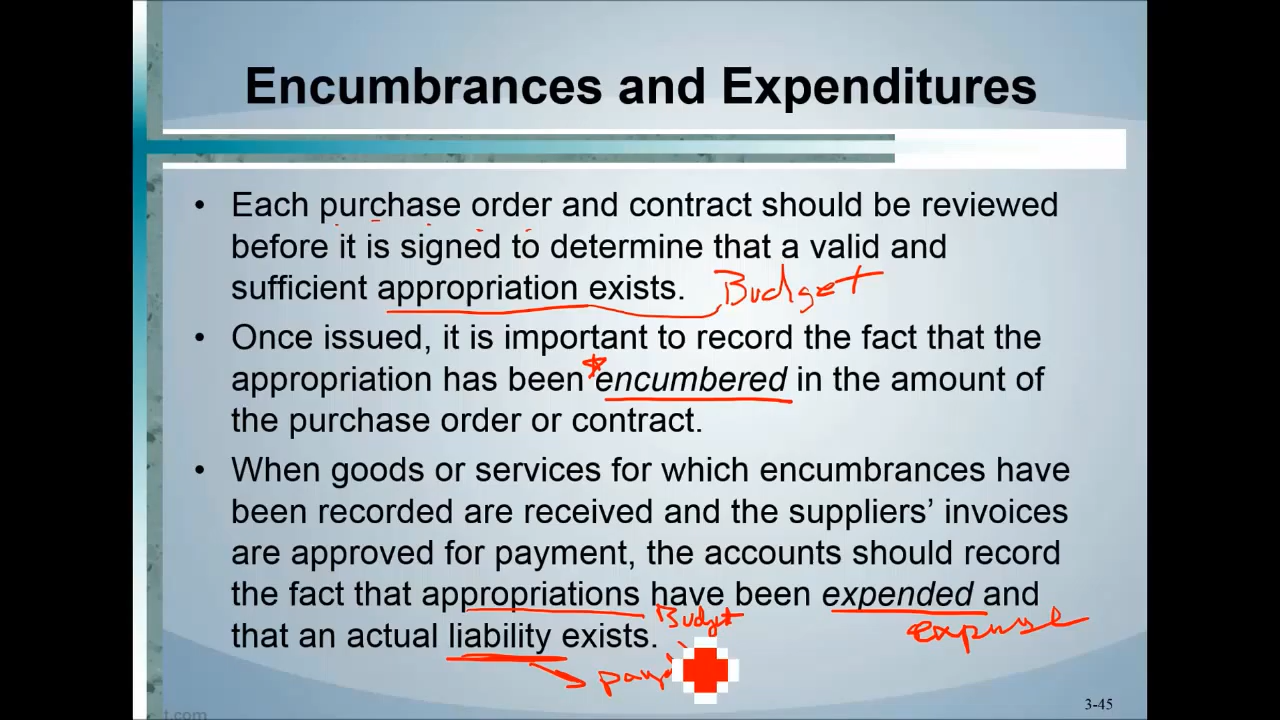 Encumbrances and Expenditures
• Each purchase order and contract should be reviewed
before it is signed to determine that a valid and
sufficient appropriation exists. Budget
• Once issued, it is important to record the fact that the
appropriation has been *encumbered in the amount of
the purchase order or contract.
• When goods or services for which encumbrances have
been recorded are received and the suppliers’ invoices
are approved for payment, the accounts should record
the fact that appropriations have been expended and
Budget
that an actual liability exists. expense
3-45
t.com